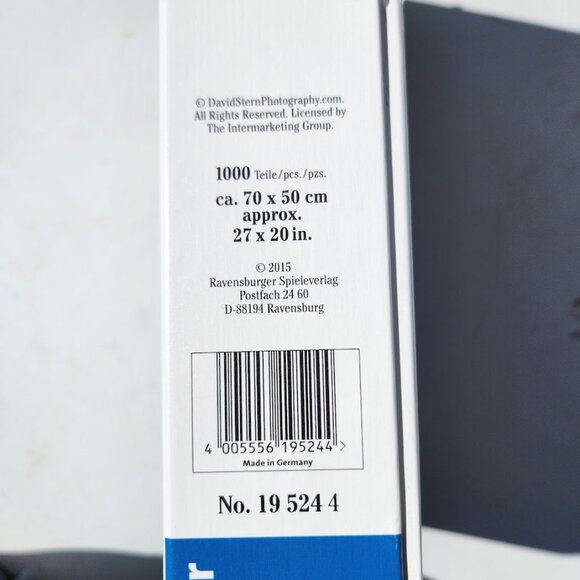 © DavidSternPhotography.com.
All Rights Reserved. Licensed by
The Intermarketing Group.
1000 Teile/pcs./pzs.
ca. 70 x 50 cm
approx.
27 x 20 in.
© 2015
Ravensburger Spieleverlag
Postfach 24 60
D-88194 Ravensburg
4 005556 195244 >
Made in Germany
No. 19 524 4
r